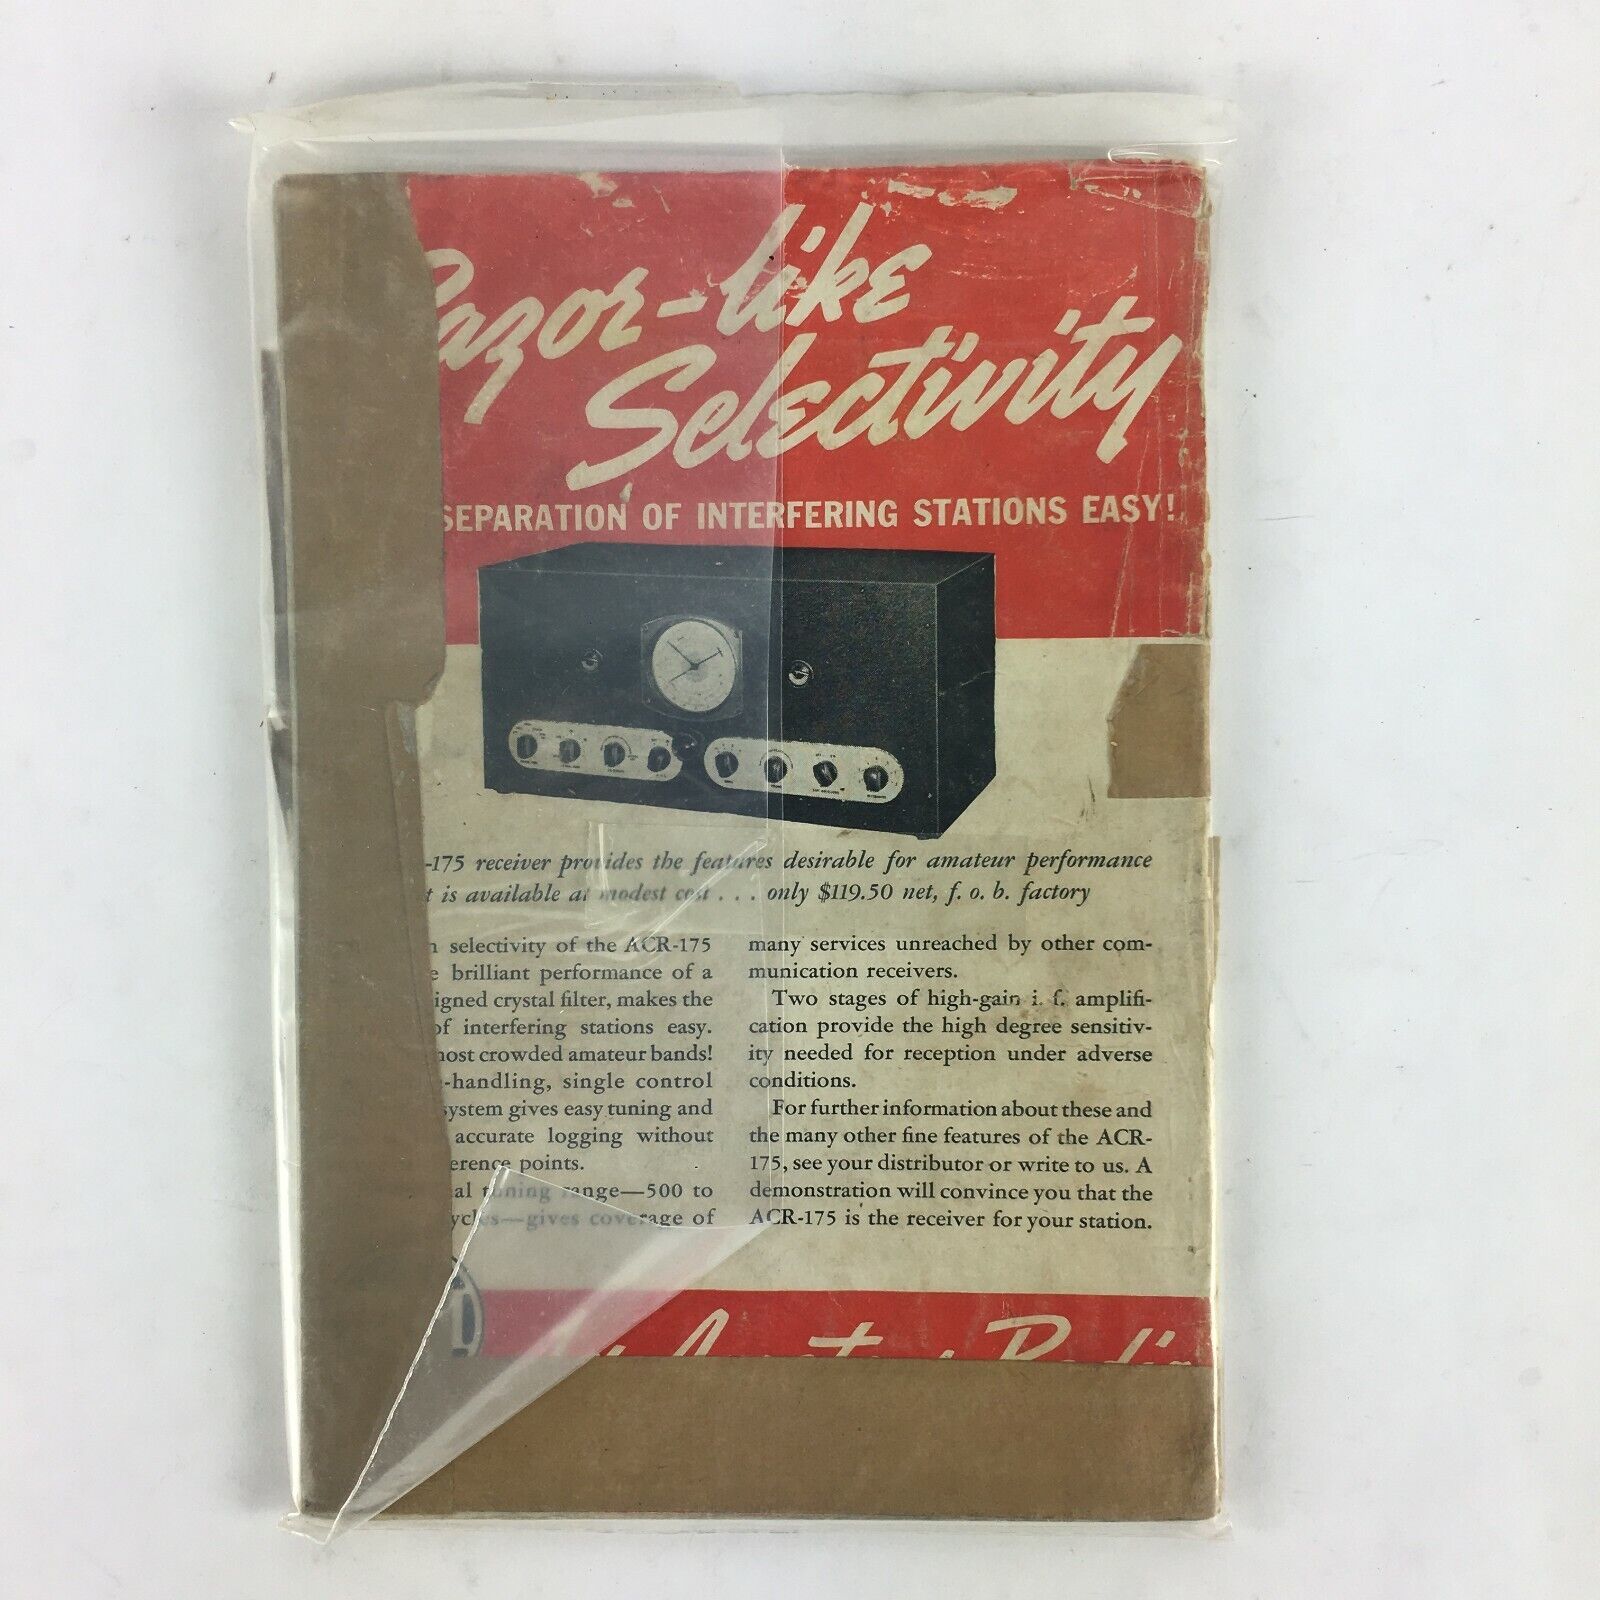 Razor-like
Selectivity
SEPARATION OF INTERFERING STATIONS EASY!
-175 receiver provides the features desirable for amateur performance
t is available at modest cost . . . only $119.50 net, f. o. b. factory
selectivity of the ACR-175
brilliant performance of a
igned crystal filter, makes the
of interfering stations easy.
most crowded amateur bands!
-handling, single control
system gives easy tuning and
accurate logging without
erence points.
al tuning range—500 to
ycles—gives coverage of
many services unreached by other com-
munication receivers.
Two stages of high-gain i. f. amplifi-
cation provide the high degree sensitiv-
ity needed for reception under adverse
conditions.
For further information about these and
the many other fine features of the ACR-
175, see your distributor or write to us. A
demonstration will convince you that the
ACR-175 is the receiver for your station.
Amateur Radio